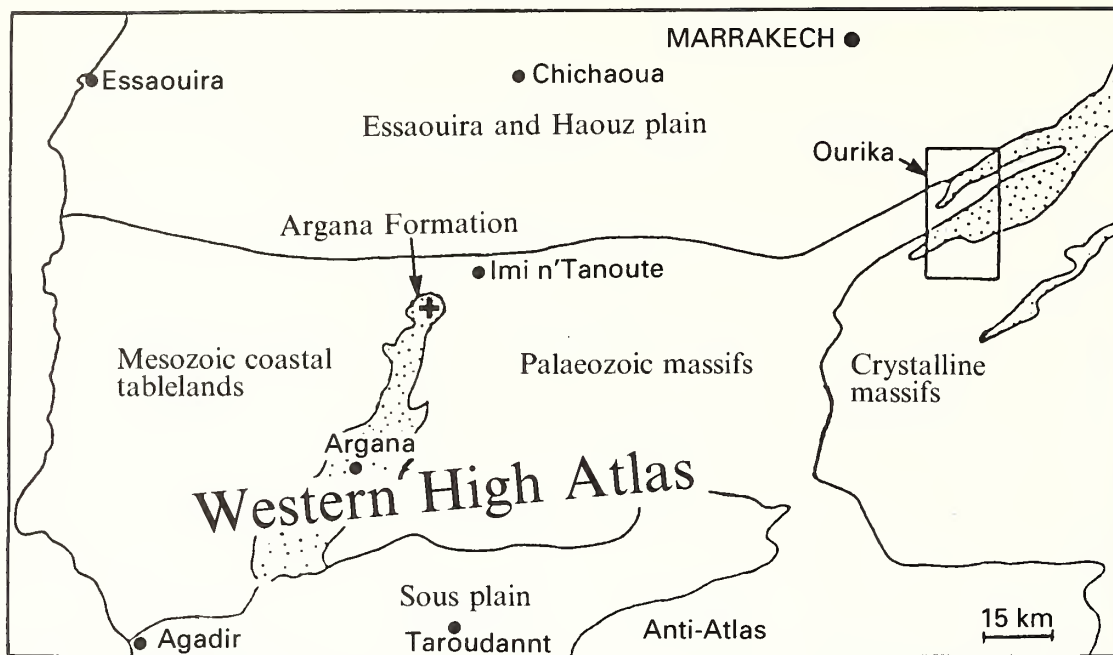 MARRAKECH
Essaouira
Chichaoua
Essaouira and Haouz plain
Ourika
Argana Formation
Imi n'Tanoute
Mesozoic coastal
tablelands
Palaeozoic massifs
Crystalline
massifs
Argana
Western High Atlas
Sous plain
15 km
Agadir
Taroudannt
Anti-Atlas